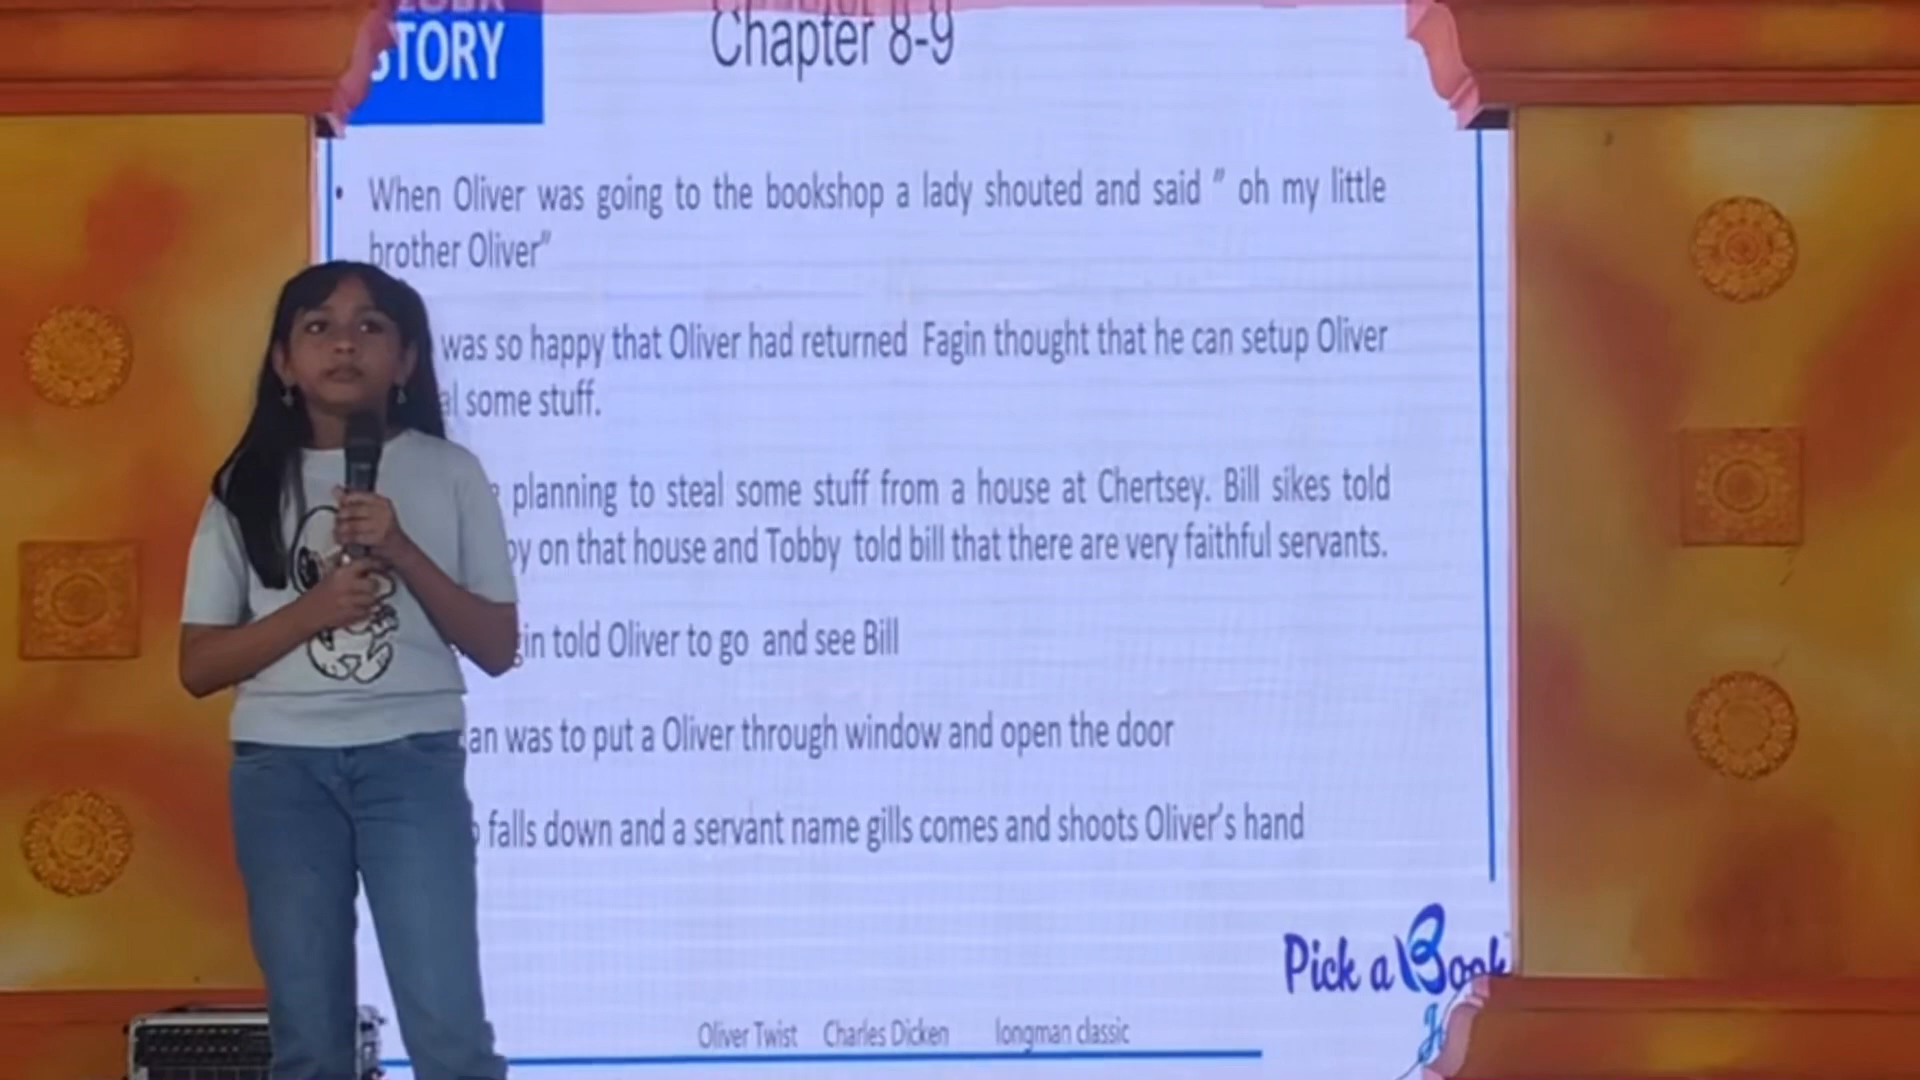 STORY
Chapter 8-9
• When Oliver was going to the bookshop a lady shouted and said " oh my little
brother Oliver"
was so happy that Oliver had returned Fagin thought that he can setup Oliver
some stuff.
planning to steal some stuff from a house at Chertsey. Bill sikes told
on that house and Tobby told bill that there are very faithful servants.
told Oliver to go and see Bill
was to put a Oliver through window and open the door
falls down and a servant name gills comes and shoots Oliver's hand
Pick a Book
Oliver Twist Charles Dicken longman classic